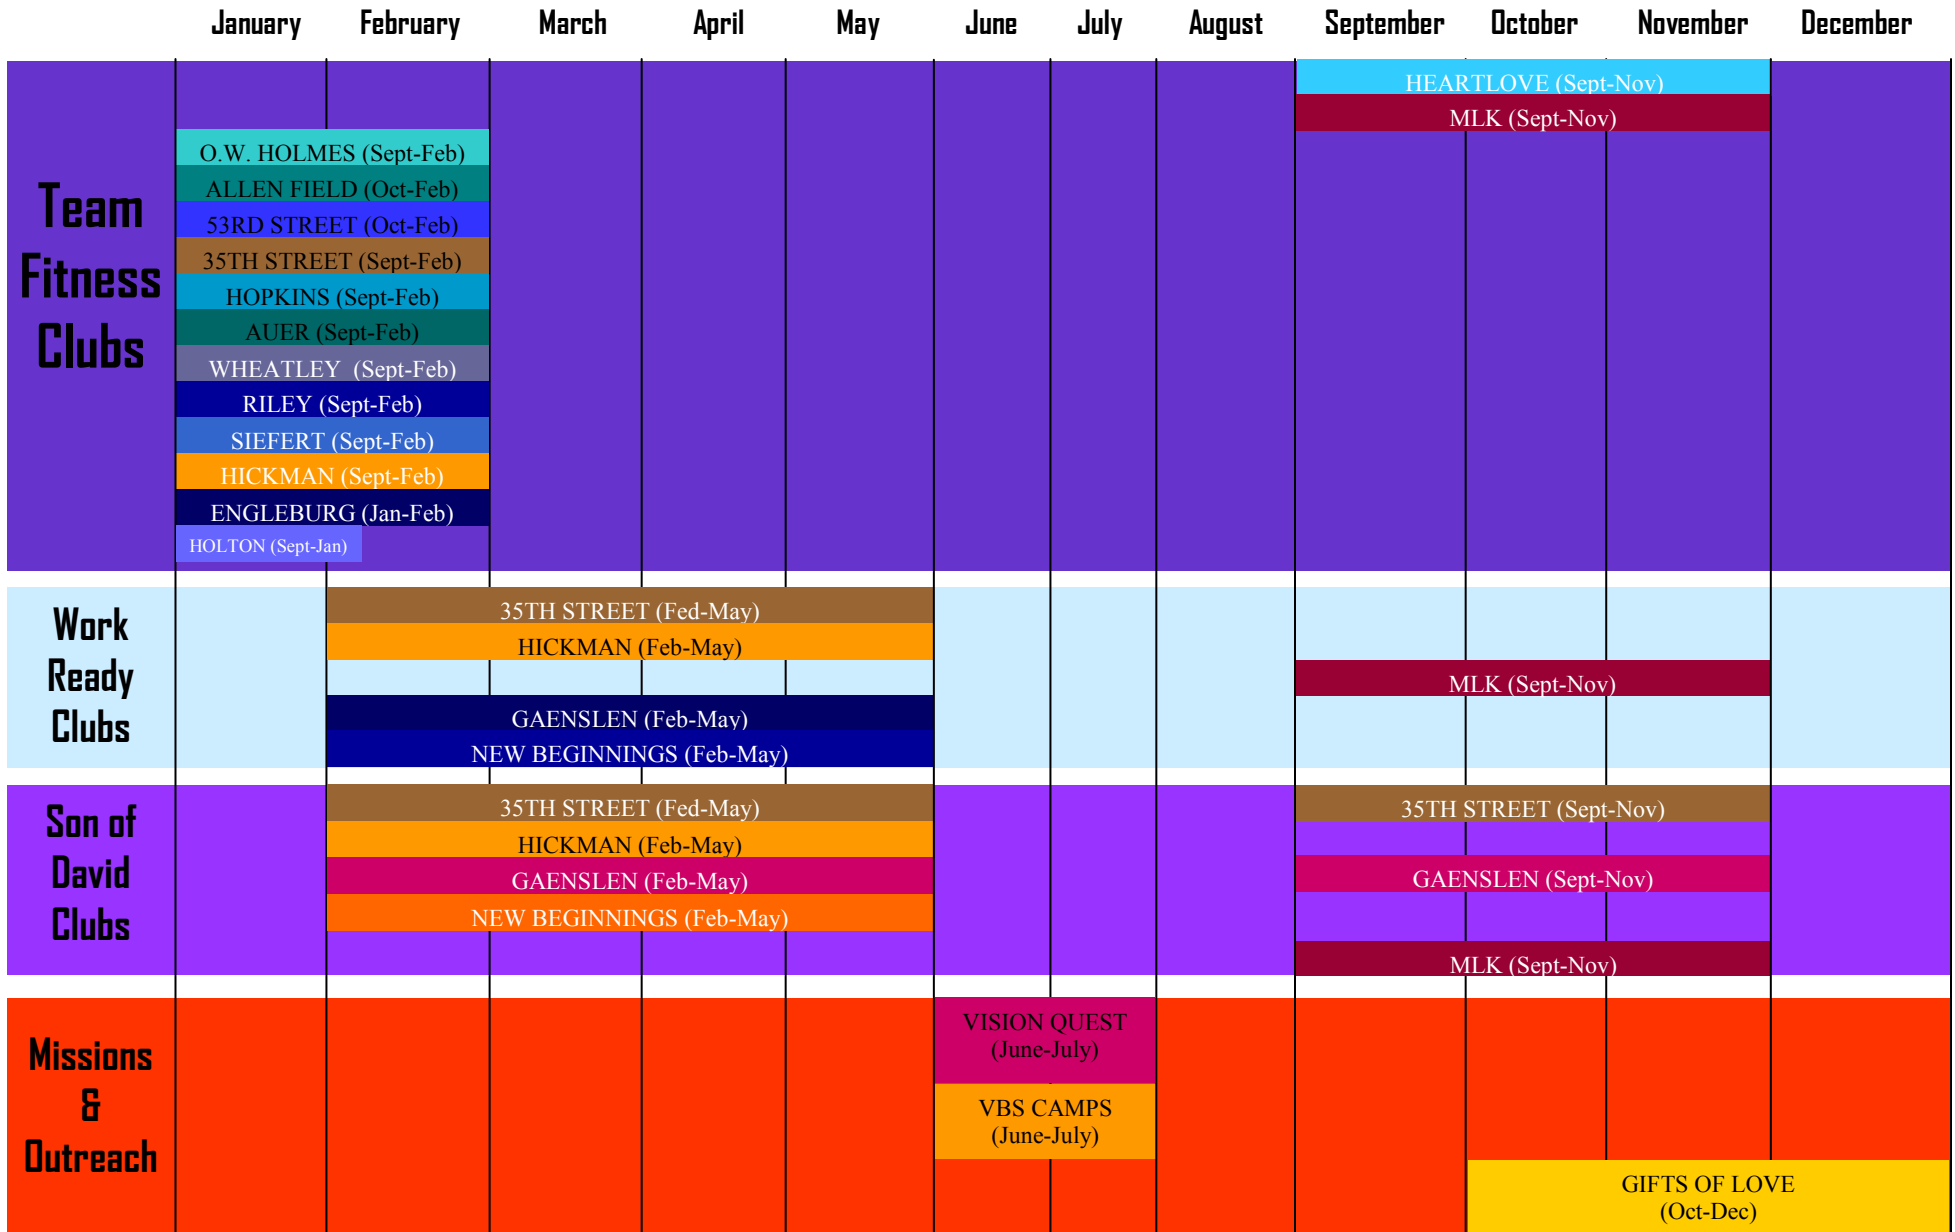 January February March April May June July August September October November December
Team
Fitness
Clubs
HEARTLOVE (Sept-Nov)
MLK (Sept-Nov)
O.W. HOLMES (Sept-Feb)
ALLEN FIELD (Oct-Feb)
53RD STREET (Oct-Feb)
35TH STREET (Sept-Feb)
HOPKINS (Sept-Feb)
AUER (Sept-Feb)
WHEATLEY (Sept-Feb)
RILEY (Sept-Feb)
SIEFERT (Sept-Feb)
HICKMAN (Sept-Feb)
ENGLEBURG (Jan-Feb)
HOLTON (Sept-Jan)
Work
Ready
Clubs
35TH STREET (Fed-May)
HICKMAN (Feb-May)
MLK (Sept-Nov)
GAENSLEN (Feb-May)
NEW BEGINNINGS (Feb-May)
Son of
David
Clubs
35TH STREET (Fed-May) 35TH STREET (Sept-Nov)
HICKMAN (Feb-May)
GAENSLEN (Feb-May) GAENSLEN (Sept-Nov)
NEW BEGINNINGS (Feb-May)
MLK (Sept-Nov)
Missions
&
Outreach
VISION QUEST
(June-July)
VBS CAMPS
(June-July)
GIFTS OF LOVE
(Oct-Dec)